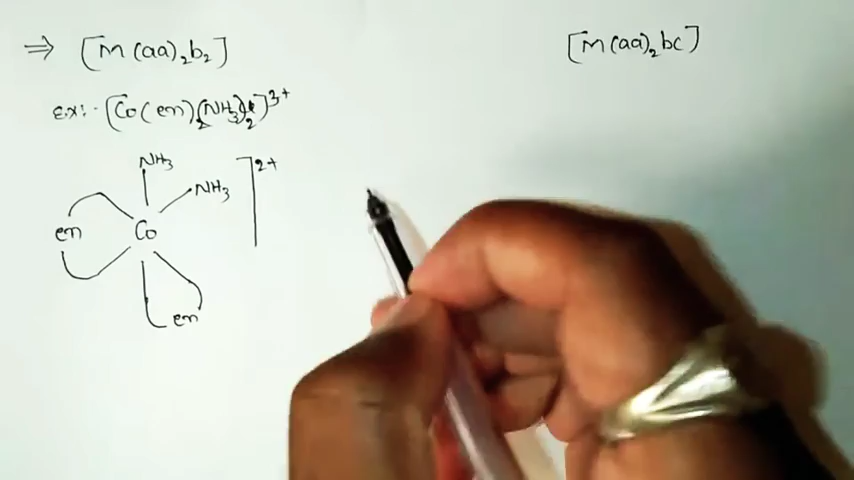 ⇒ [M(aa)₂b₂]
[M(aa)₂bc]
Ex:- [Co(en)₂(NH₃)₂]³⁺
NH₃
]²⁺
NH₃
en Co
en